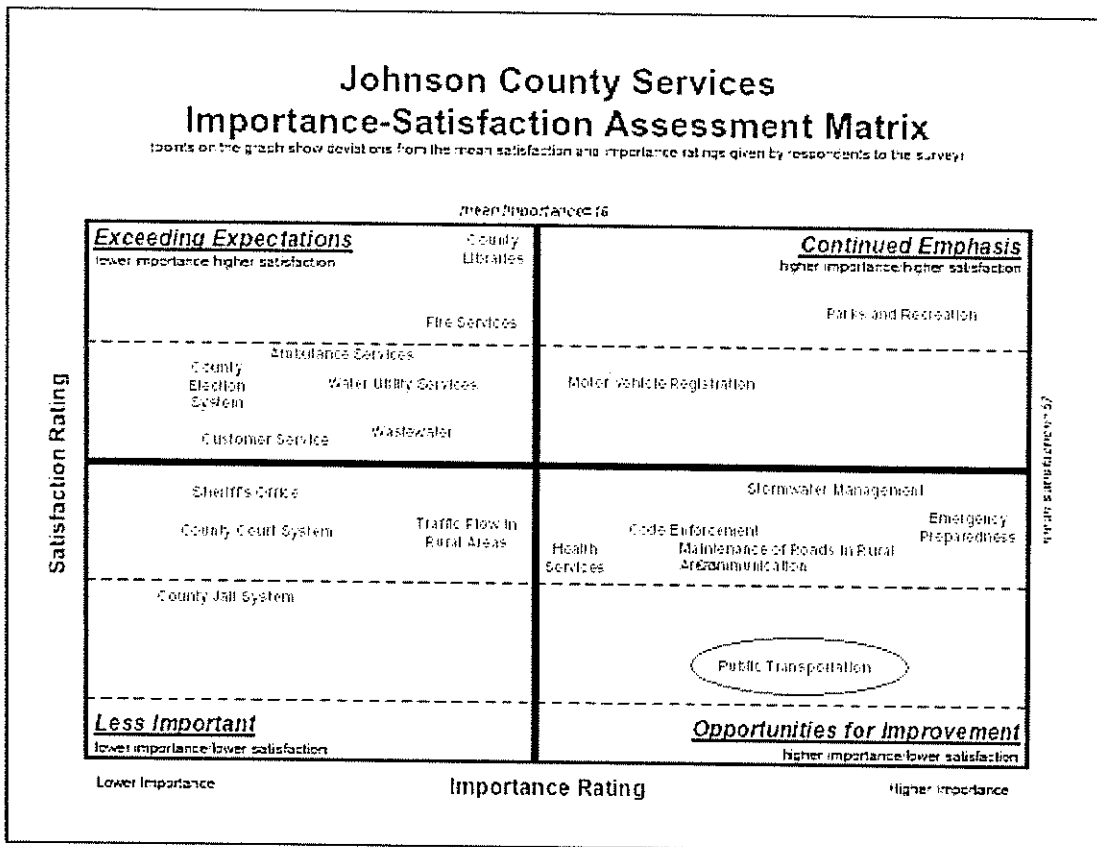 Johnson County Services
Importance-Satisfaction Assessment Matrix
(points on the graph show deviations from the mean satisfaction and importance ratings given by respondents to the survey)
mean importance=16
Exceeding Expectations
lower importance/higher satisfaction
County
Libraries
Continued Emphasis
higher importance/higher satisfaction
Fire Services
Parks and Recreation
Ambulance Services
County
Election
System
Water Utility Services
Motor Vehicle Registration
Customer Service
Wastewater
Satisfaction Rating
mean satisfaction=57
Sheriff's Office
Stormwater Management
County Court System
Traffic Flow in
Rural Areas
Code Enforcement
Emergency
Preparedness
Health
Services
Maintenance of Roads in Rural
Communication
County Jail System
Public Transportation
Less Important
lower importance/lower satisfaction
Opportunities for Improvement
higher importance/lower satisfaction
Lower Importance
Importance Rating
Higher Importance